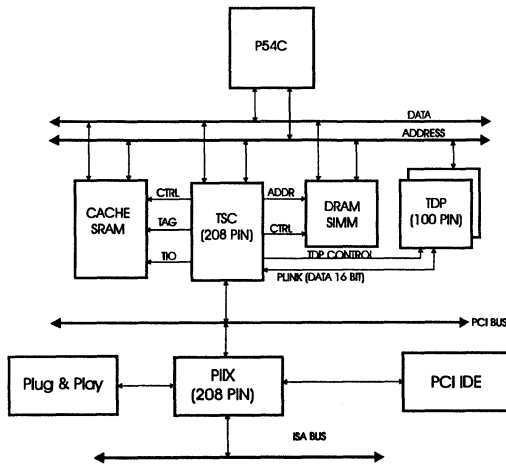 P54C
DATA
ADDRESS
CACHE
SRAM
CTRL
TAG
TIO
TSC
(208 PIN)
ADDR
CTRL
DRAM
SIMM
TDP
(100 PIN)
TDP CONTROL
PLINK (DATA 16 BIT)
PCI BUS
Plug & Play
PIIX
(208 PIN)
PCI IDE
ISA BUS